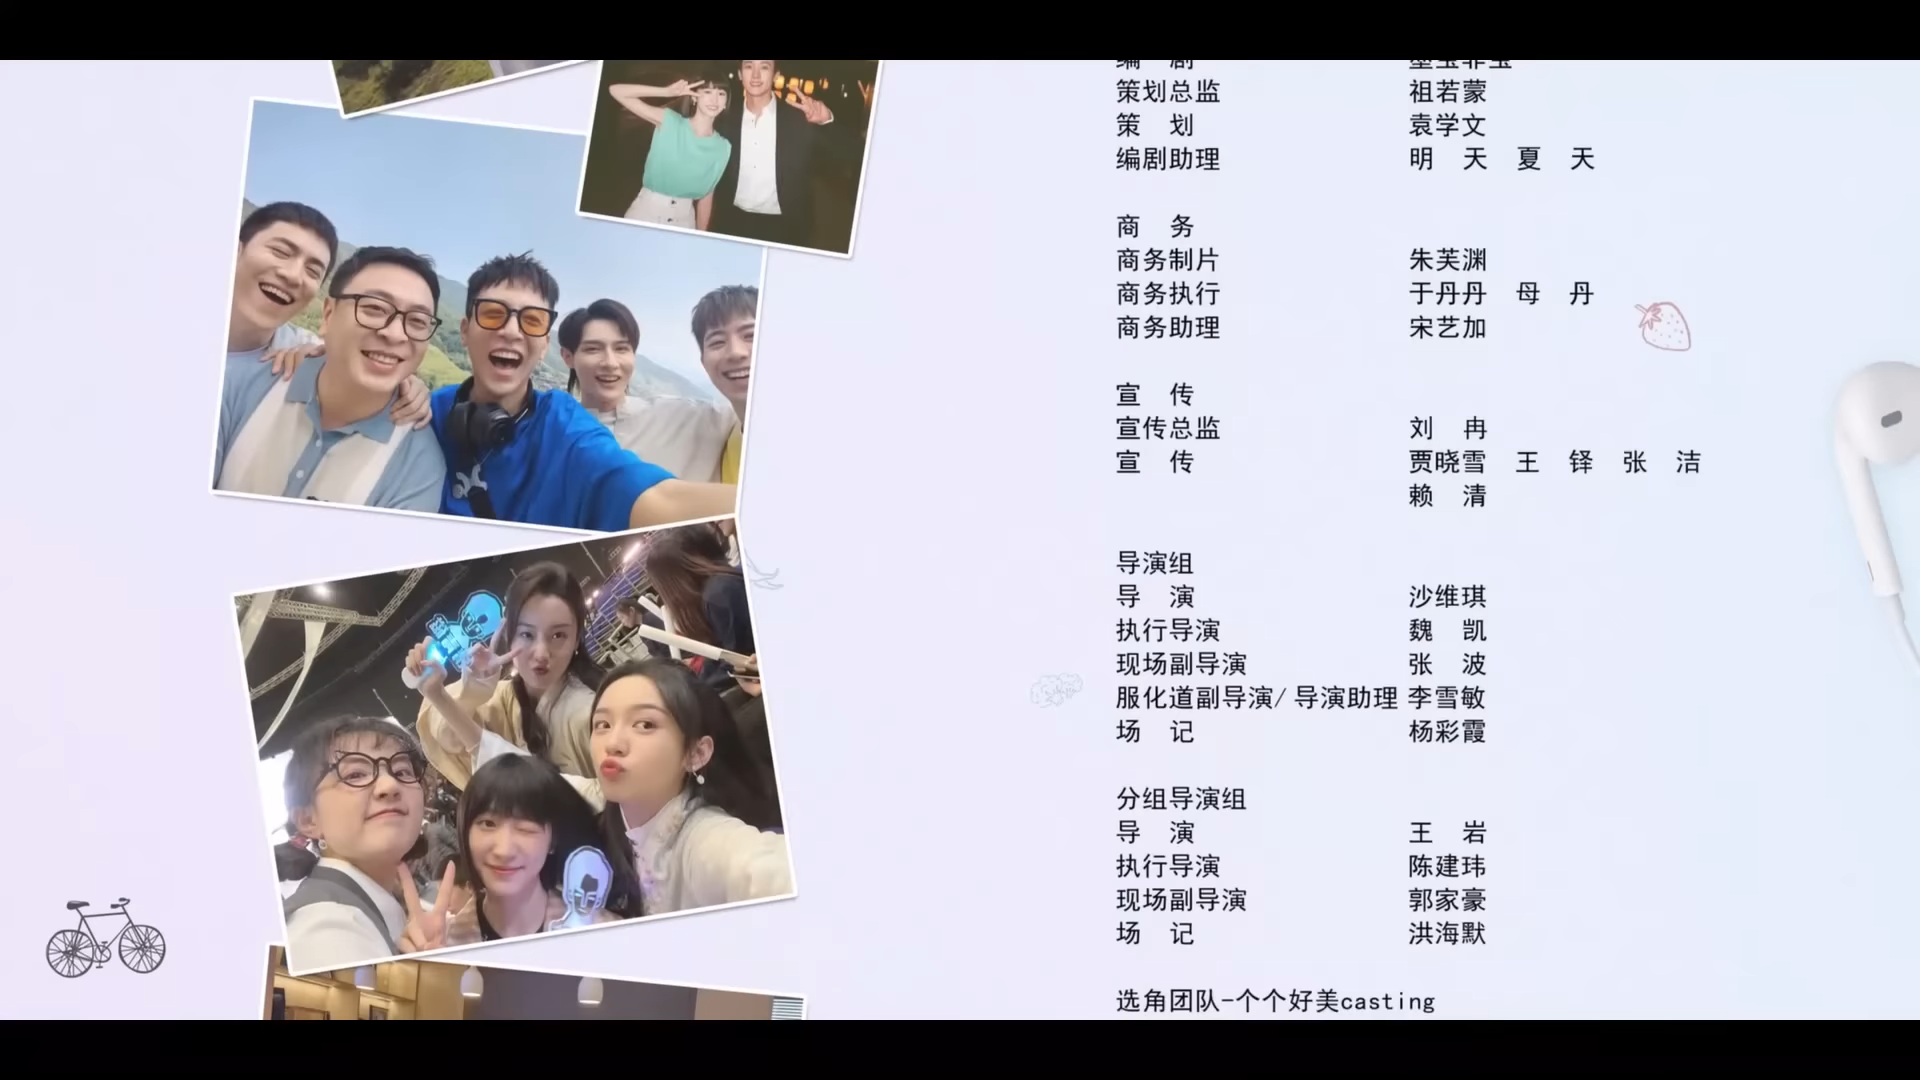 策划总监 祖若蒙
策 划 袁学文
编剧助理 明 天 夏 天
商 务
商务制片 朱芙渊
商务执行 于丹丹 母 丹
商务助理 宋艺加
宣 传
宣传总监 刘 冉
宣 传 贾晓雪 王 铎 张 洁
赖 清
导演组
导 演 沙维琪
执行导演 魏 凯
现场副导演 张 波
服化道副导演/导演助理 李雪敏
场 记 杨彩霞
分组导演组
导 演 王 岩
执行导演 陈建玮
现场副导演 郭家豪
场 记 洪海默
选角团队-个个好美casting